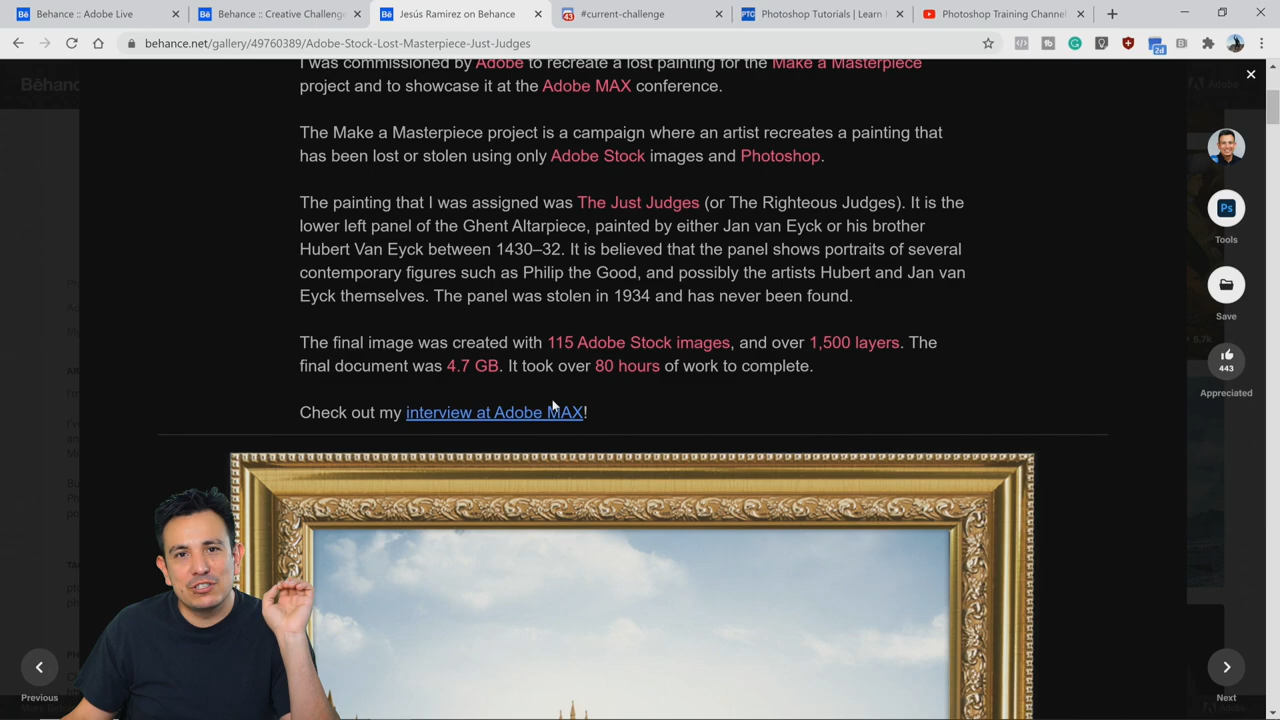 Behance :: Adobe Live
Behance :: Creative Challenge
Jesús Ramirez on Behance
#current-challenge
Photoshop Tutorials | Learn
Photoshop Training Channel
behance.net/gallery/49760389/Adobe-Stock-Lost-Masterpiece-Just-Judges
2d
Bēhance
Adobe
I was commissioned by Adobe to recreate a lost painting for the Make a Masterpiece
project and to showcase it at the Adobe MAX conference.
The Make a Masterpiece project is a campaign where an artist recreates a painting that
has been lost or stolen using only Adobe Stock images and Photoshop.
The painting that I was assigned was The Just Judges (or The Righteous Judges). It is the
lower left panel of the Ghent Altarpiece, painted by either Jan van Eyck or his brother
Hubert Van Eyck between 1430–32. It is believed that the panel shows portraits of several
contemporary figures such as Philip the Good, and possibly the artists Hubert and Jan van
Eyck themselves. The panel was stolen in 1934 and has never been found.
The final image was created with 115 Adobe Stock images, and over 1,500 layers. The
final document was 4.7 GB. It took over 80 hours of work to complete.
Check out my interview at Adobe MAX!
Ps
Tools
Save
443
Appreciated
Previous
Next